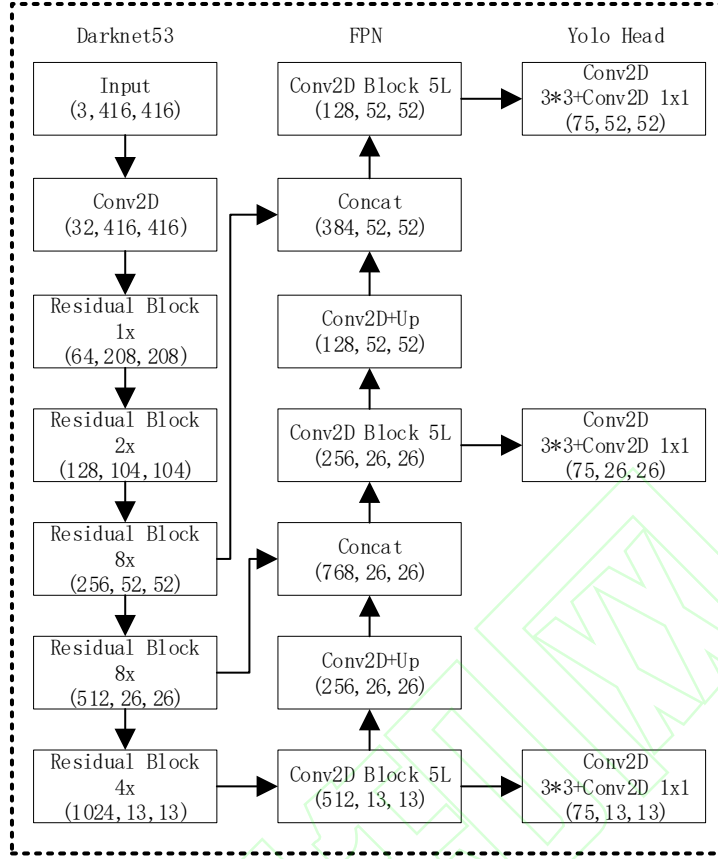 Darknet53
Input
(3,416,416)
Conv2D
(32,416,416)
Residual Block
1x
(64,208,208)
Residual Block
2x
(128,104,104)
Residual Block
8x
(256,52,52)
Residual Block
8x
(512,26,26)
Residual Block
4x
(1024,13,13)
FPN
Conv2D Block 5L
(128,52,52)
Concat
(384,52,52)
Conv2D+Up
(128,52,52)
Conv2D Block 5L
(256,26,26)
Concat
(768,26,26)
Conv2D+Up
(256,26,26)
Conv2D Block 5L
(512,13,13)
Yolo Head
Conv2D
3*3+Conv2D 1x1
(75,52,52)
Conv2D
3*3+Conv2D 1x1
(75,26,26)
Conv2D
3*3+Conv2D 1x1
(75,13,13)